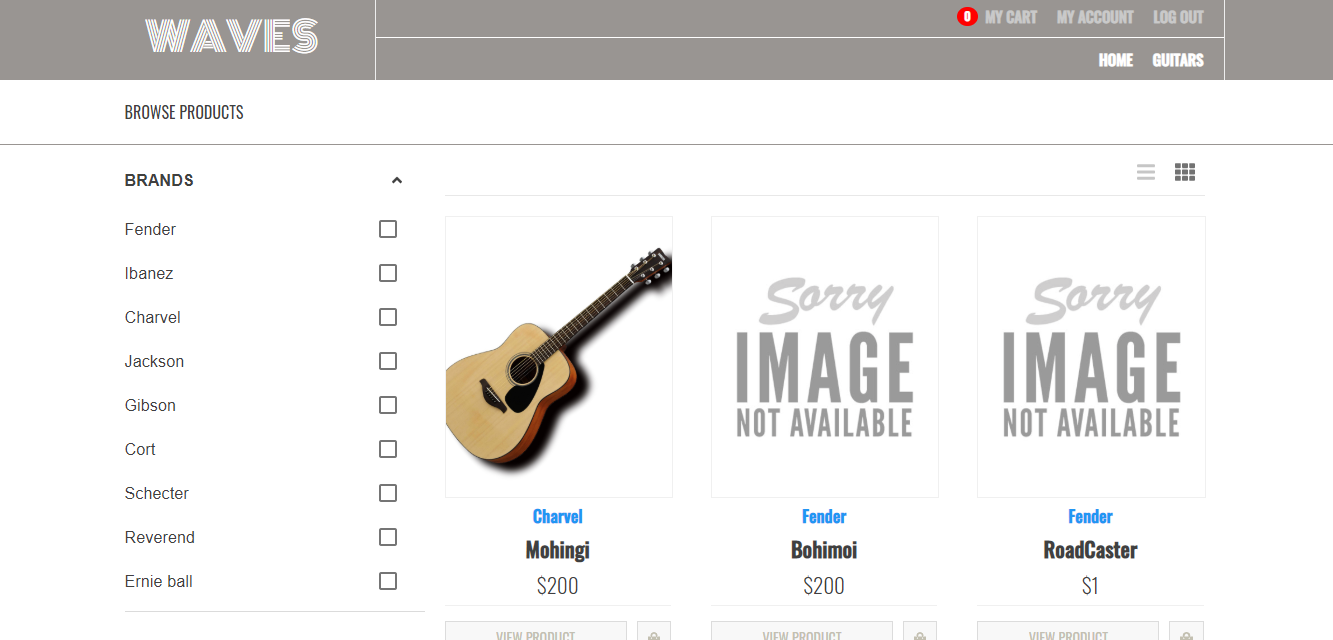 WAVES
0 MY CART MY ACCOUNT LOG OUT
HOME GUITARS
BROWSE PRODUCTS
BRANDS
Fender
Ibanez
Charvel
Jackson
Gibson
Cort
Schecter
Reverend
Ernie ball
Sorry
IMAGE
NOT AVAILABLE
Sorry
IMAGE
NOT AVAILABLE
Charvel
Mohingi
$200
VIEW PRODUCT
Fender
Bohimoi
$200
VIEW PRODUCT
Fender
RoadCaster
$1
VIEW PRODUCT